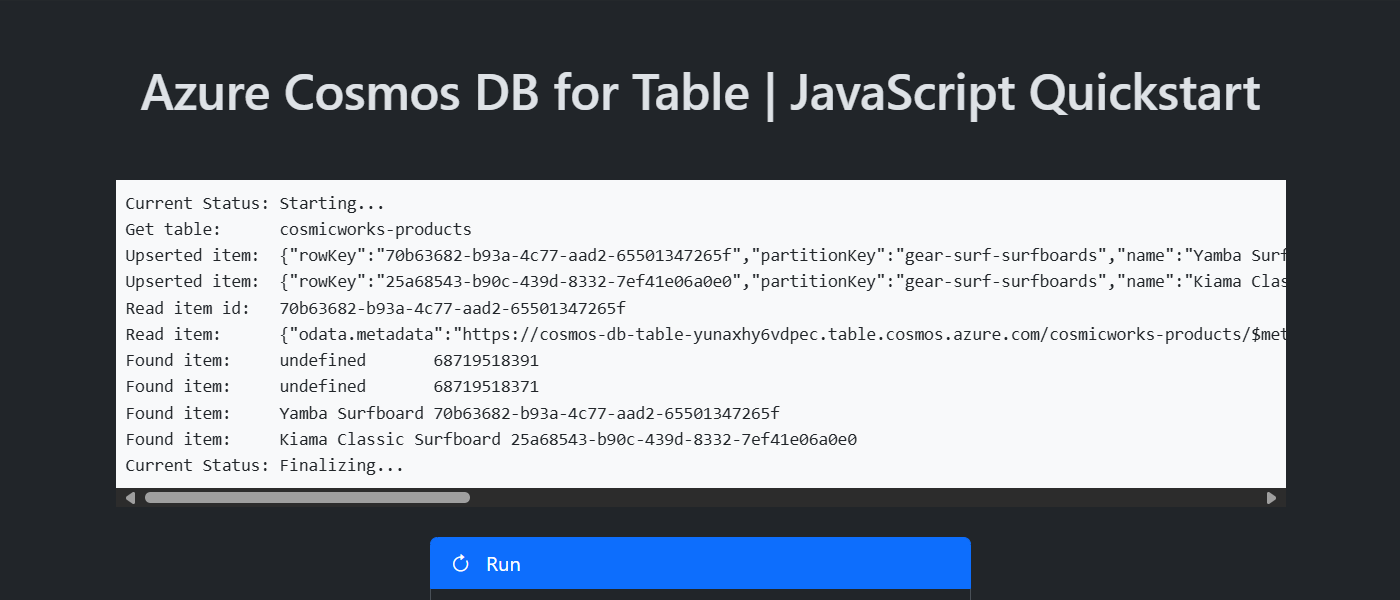 Azure Cosmos DB for Table | JavaScript Quickstart
Current Status: Starting...
Get table:      cosmicworks-products
Upserted item:  {"rowKey":"70b63682-b93a-4c77-aad2-65501347265f","partitionKey":"gear-surf-surfboards","name":"Yamba Surf
Upserted item:  {"rowKey":"25a68543-b90c-439d-8332-7ef41e06a0e0","partitionKey":"gear-surf-surfboards","name":"Kiama Clas
Read item id:   70b63682-b93a-4c77-aad2-65501347265f
Read item:      {"odata.metadata":"https://cosmos-db-table-yunaxhy6vdpec.table.cosmos.azure.com/cosmicworks-products/$met
Found item:     undefined       68719518391
Found item:     undefined       68719518371
Found item:     Yamba Surfboard 70b63682-b93a-4c77-aad2-65501347265f
Found item:     Kiama Classic Surfboard 25a68543-b90c-439d-8332-7ef41e06a0e0
Current Status: Finalizing...
Run